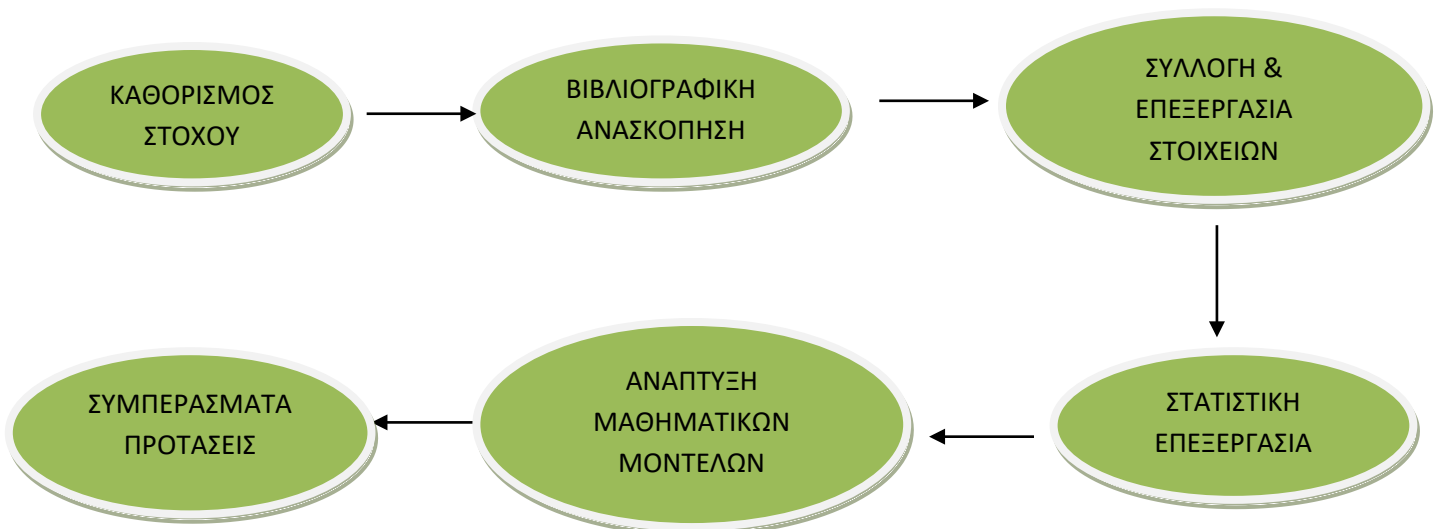 ΚΑΘΟΡΙΣΜΟΣ
ΣΤΟΧΟΥ
ΒΙΒΛΙΟΓΡΑΦΙΚΗ
ΑΝΑΣΚΟΠΗΣΗ
ΣΥΛΛΟΓΗ &
ΕΠΕΞΕΡΓΑΣΙΑ
ΣΤΟΙΧΕΙΩΝ
ΣΤΑΤΙΣΤΙΚΗ
ΕΠΕΞΕΡΓΑΣΙΑ
ΑΝΑΠΤΥΞΗ
ΜΑΘΗΜΑΤΙΚΩΝ
ΜΟΝΤΕΛΩΝ
ΣΥΜΠΕΡΑΣΜΑΤΑ
ΠΡΟΤΑΣΕΙΣ